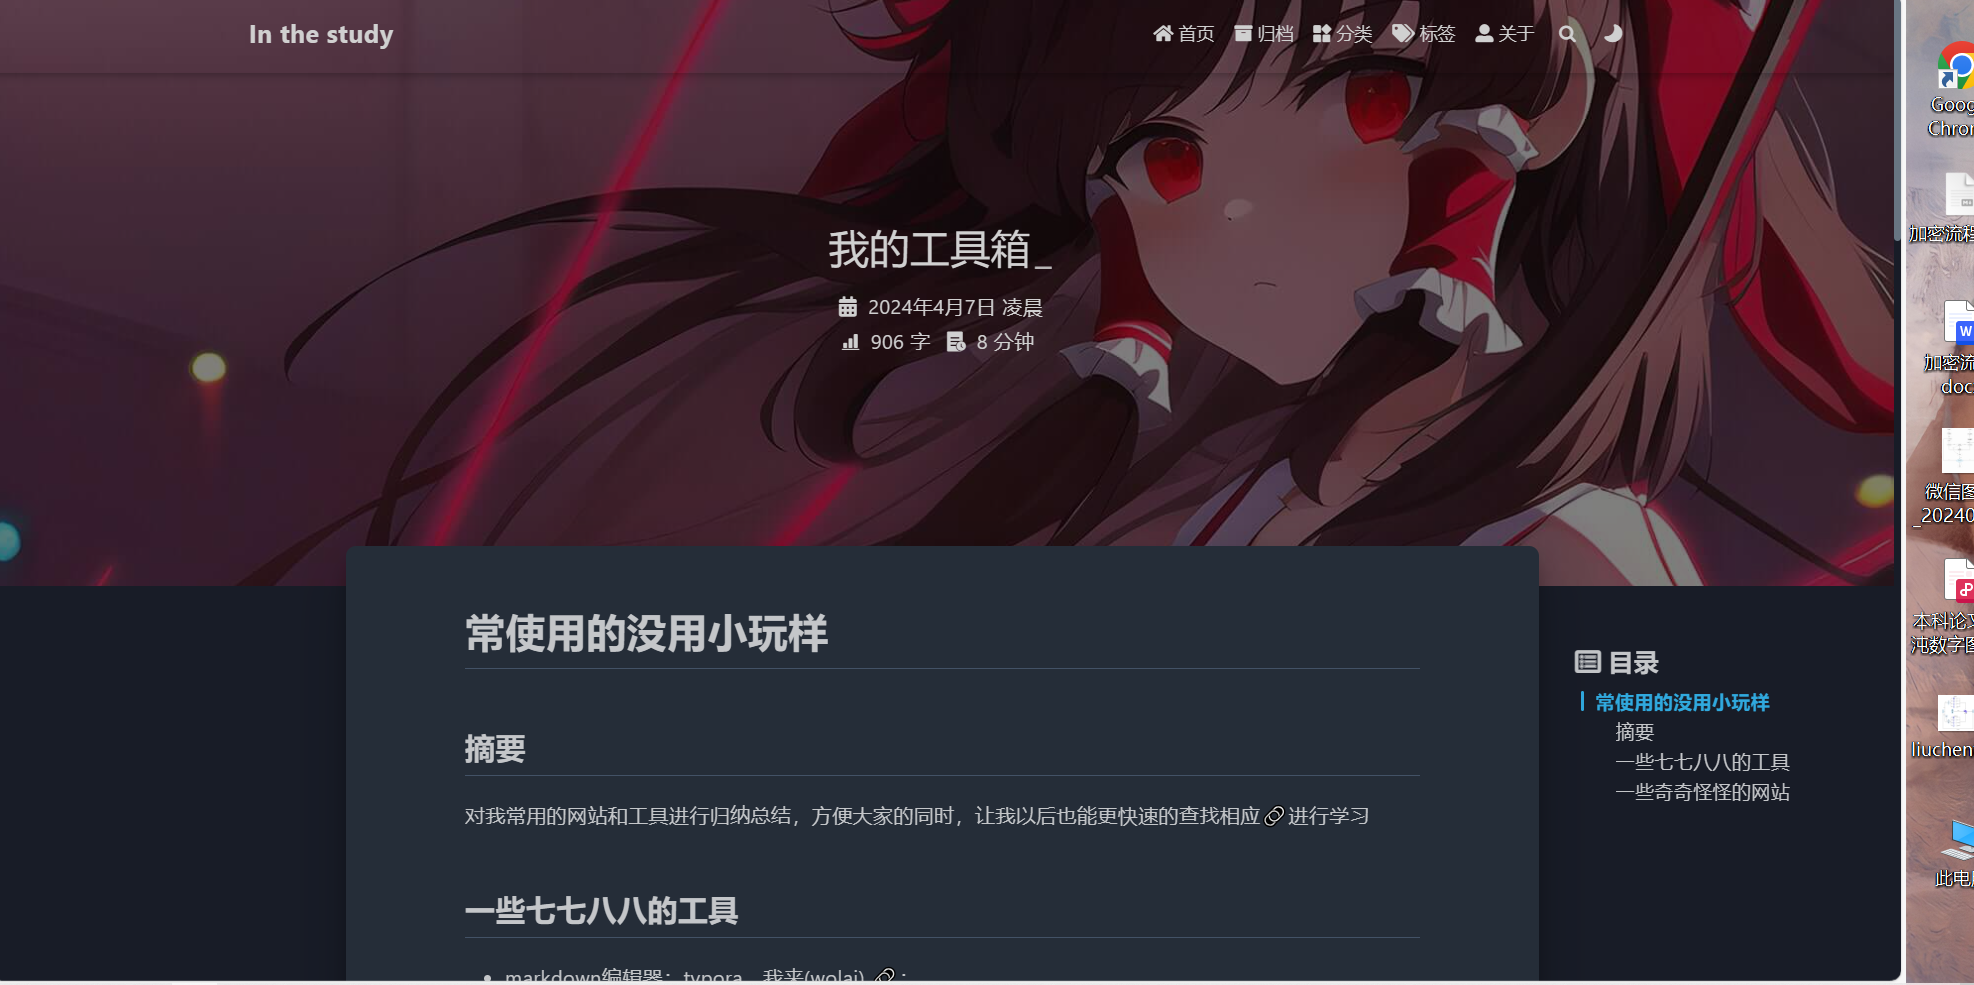 In the study
首页 归档 分类 标签 关于
我的工具箱_
2024年4月7日 凌晨
906 字 8 分钟
常使用的没用小玩样
摘要
对我常用的网站和工具进行归纳总结，方便大家的同时，让我以后也能更快速的查找相应 进行学习
一些七七八八的工具
markdown编辑器：typora、我来(wolai) ；
目录
常使用的没用小玩样
摘要
一些七七八八的工具
一些奇奇怪怪的网站
Goog
Chro
加密流程
W
加密流
doc
微信图
_20240
本科论文
沌数字图
liuchen
此电脑